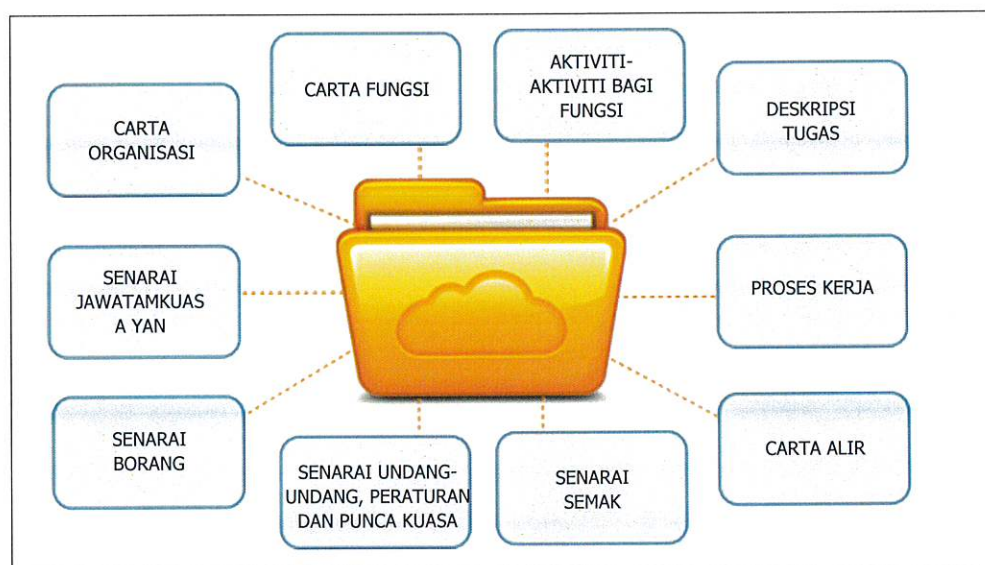 CARTA
ORGANISASI
CARTA FUNGSI
AKTIVITI-
AKTIVITI BAGI
FUNGSI
DESKRIPSI
TUGAS
PROSES KERJA
CARTA ALIR
SENARAI
SEMAK
SENARAI UNDANG-
UNDANG, PERATURAN
DAN PUNCA KUASA
SENARAI
BORANG
SENARAI
JAWATAMKUAS
A YAN